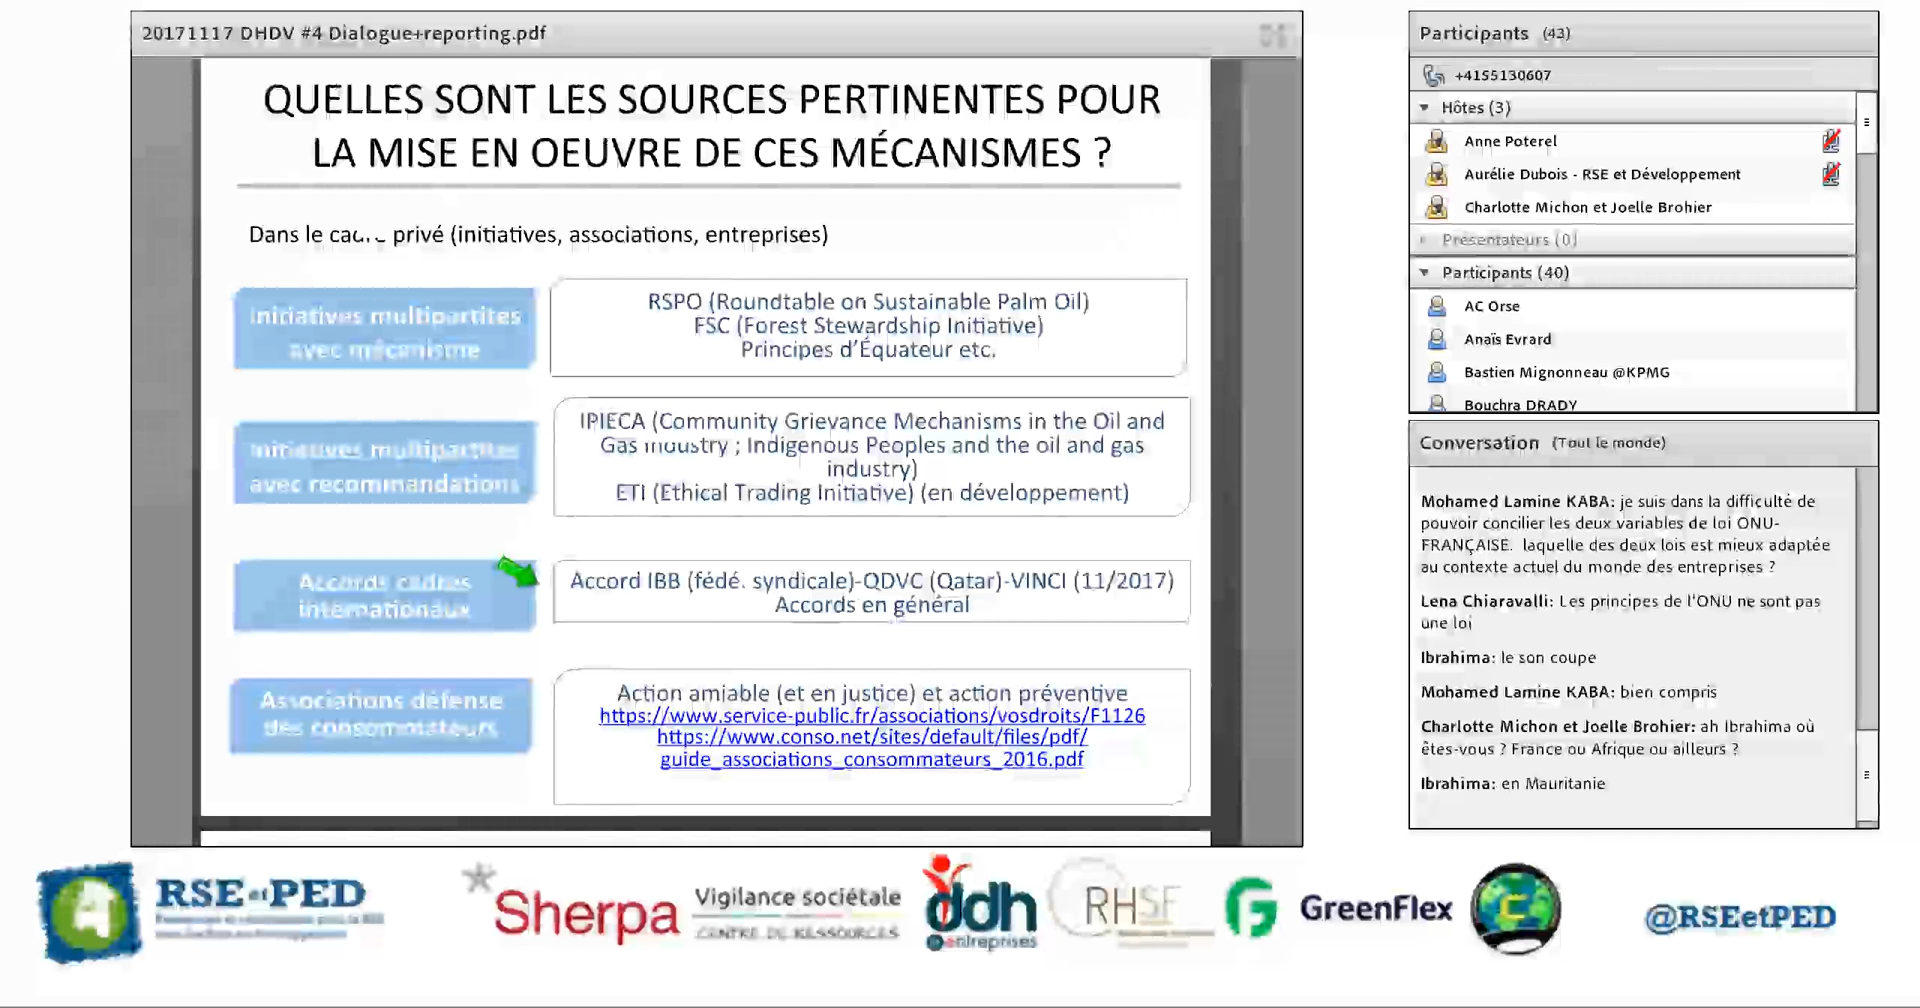 20171117 DHDV #4 Dialogue+reporting.pdf
QUELLES SONT LES SOURCES PERTINENTES POUR
LA MISE EN OEUVRE DE CES MÉCANISMES ?
Dans le cadre privé (initiatives, associations, entreprises)
Initiatives multipartites
avec mécanisme
RSPO (Roundtable on Sustainable Palm Oil)
FSC (Forest Stewardship Initiative)
Principes d'Équateur etc.
Initiatives multipartites
avec recommandations
IPIECA (Community Grievance Mechanisms in the Oil and
Gas industry ; Indigenous Peoples and the oil and gas
industry)
ETI (Ethical Trading Initiative) (en développement)
Accords cadres
internationaux
Accord IBB (fédé. syndicale)-QDVC (Qatar)-VINCI (11/2017)
Accords en général
Associations défense
des consommateurs
Action amiable (et en justice) et action préventive
https://www.service-public.fr/associations/vosdroits/F1126
https://www.conso.net/sites/default/files/pdf/
guide_associations_consommateurs_2016.pdf
Participants (43)
+4155130607
Hôtes (3)
Anne Poterel
Aurélie Dubois - RSE et Développement
Charlotte Michon et Joelle Brohier
Présentateurs (0)
Participants (40)
AC Orse
Anaïs Evrard
Bastien Mignonneau @KPMG
Bouchra DRADY
Conversation (Tout le monde)
Mohamed Lamine KABA: je suis dans la difficulté de
pouvoir concilier les deux variables de loi ONU-
FRANÇAISE. laquelle des deux lois est mieux adaptée
au contexte actuel du monde des entreprises ?
Lena Chiaravalli: Les principes de l'ONU ne sont pas
une loi
Ibrahima: le son coupe
Mohamed Lamine KABA: bien compris
Charlotte Michon et Joelle Brohier: ah Ibrahima où
êtes-vous ? France ou Afrique ou ailleurs ?
Ibrahima: en Mauritanie
RSE et PED
Sherpa
Vigilance sociétale
CENTRE DE RESSOURCES
ddh
entreprises
RHSF
GreenFlex
C
@RSEetPED